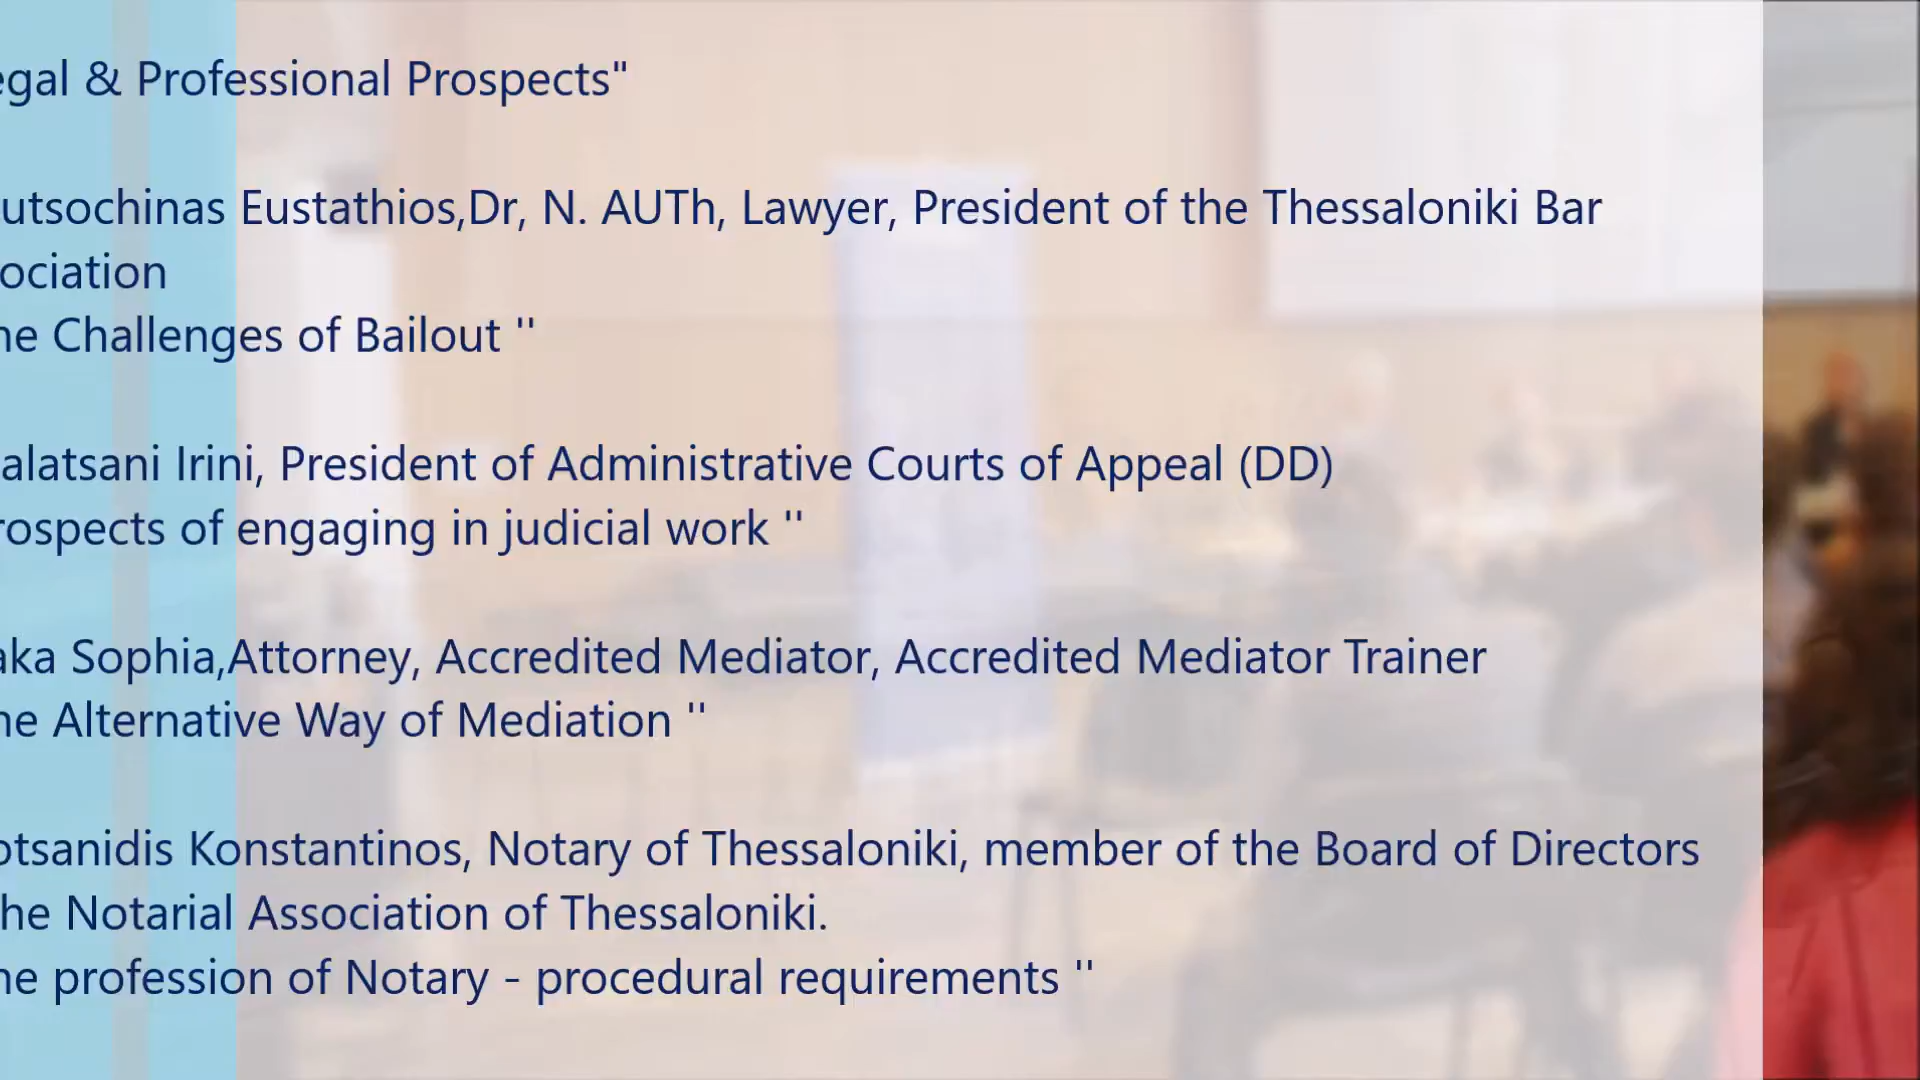 egal & Professional Prospects"
utsochinas Eustathios,Dr, N. AUTh, Lawyer, President of the Thessaloniki Bar
ociation
he Challenges of Bailout ''
alatsani Irini, President of Administrative Courts of Appeal (DD)
rospects of engaging in judicial work ''
aka Sophia,Attorney, Accredited Mediator, Accredited Mediator Trainer
he Alternative Way of Mediation ''
otsanidis Konstantinos, Notary of Thessaloniki, member of the Board of Directors
he Notarial Association of Thessaloniki.
he profession of Notary - procedural requirements ''